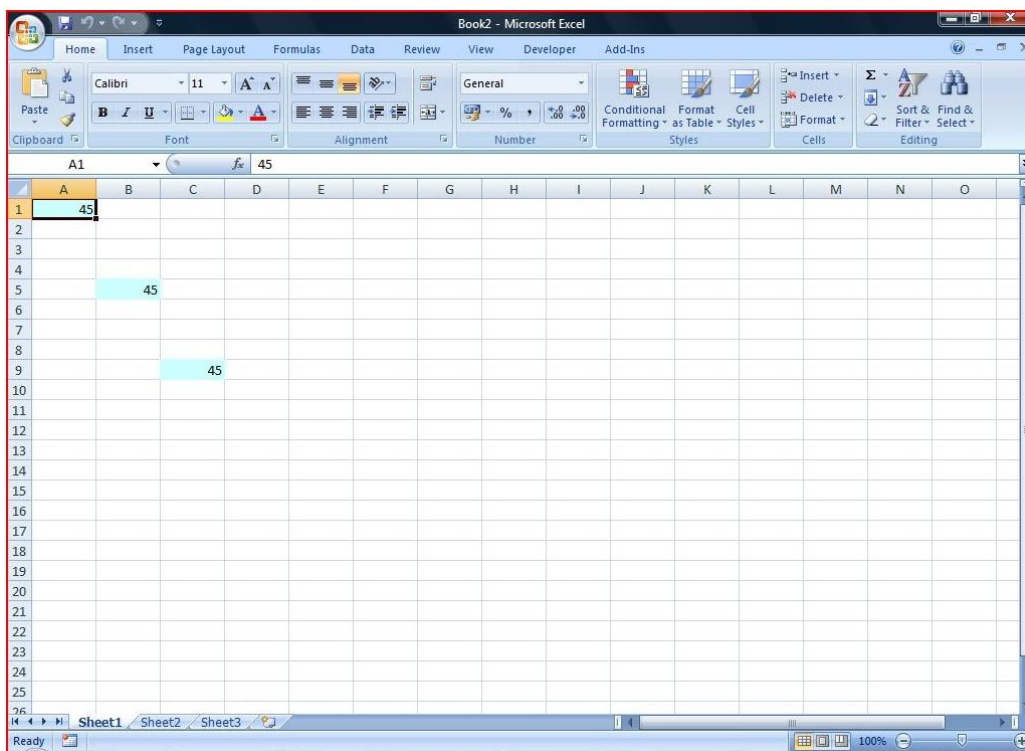 Book2 - Microsoft Excel
Home Insert Page Layout Formulas Data Review View Developer Add-Ins
Paste
Clipboard
Calibri 11 A A
B I U A
Font
Alignment
General
% , .0 .00 .00 .0
Number
Conditional Formatting
Format as Table
Cell Styles
Styles
Insert
Delete
Format
Cells
Σ
Sort & Filter
Find & Select
Editing
A1 fx 45
A B C D E F G H I J K L M N O
1 45
2
3
4
5 45
6
7
8
9 45
10
11
12
13
14
15
16
17
18
19
20
21
22
23
24
25
26
Sheet1 Sheet2 Sheet3
Ready 100%